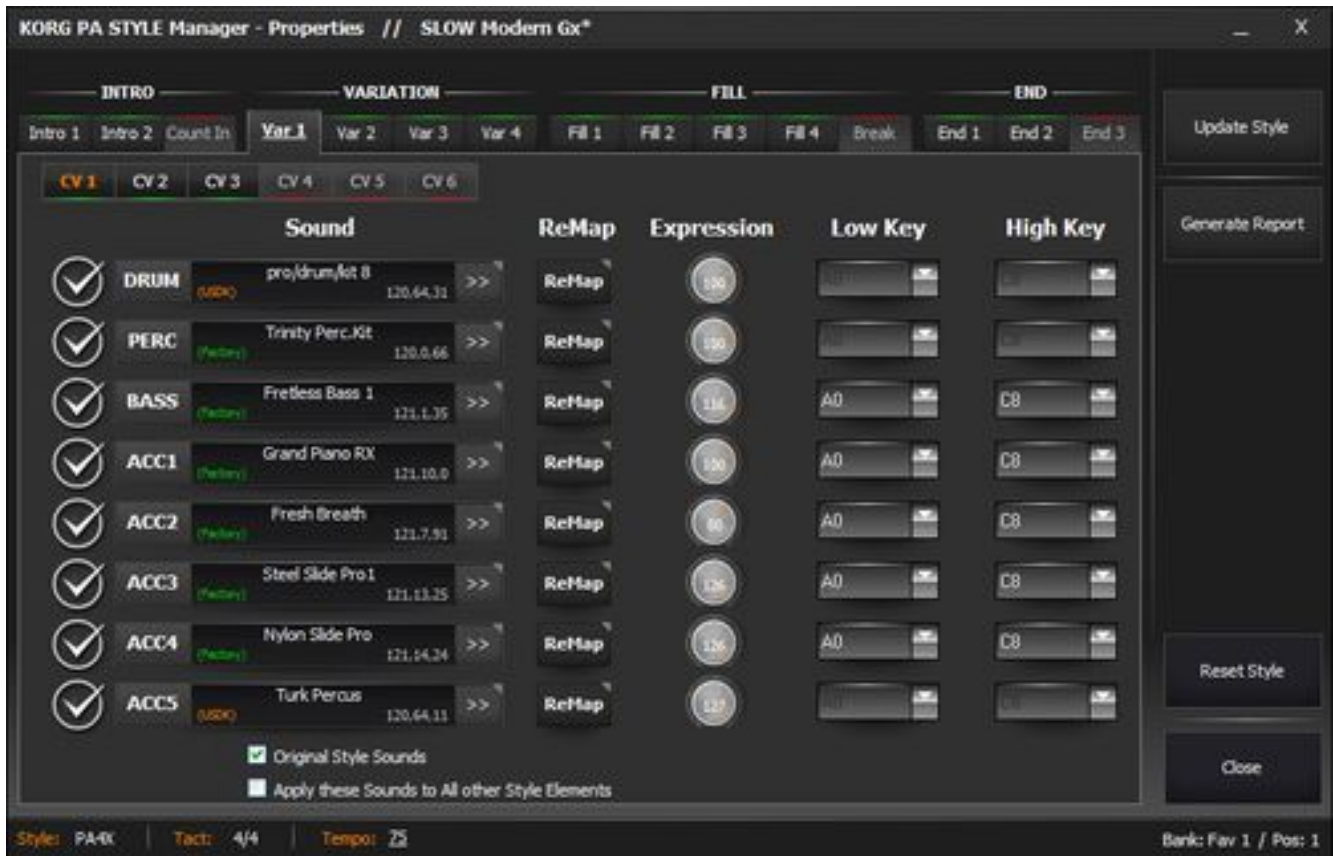 KORG PA STYLE Manager - Properties // SLOW Modern Gx*
INTRO VARIATION FILL END
Intro 1 Intro 2 Count In Var 1 Var 2 Var 3 Var 4 Fill 1 Fill 2 Fill 3 Fill 4 Break End 1 End 2 End 3
Update Style
CV 1 CV 2 CV 3 CV 4 CV 5 CV 6
Sound ReMap Expression Low Key High Key
Generate Report
DRUM pro/drum/kit 8 (USDK) 120.64.31 >> ReMap 100
PERC Trinity Perc.Kit (Factory) 120.0.66 >> ReMap 100
BASS Fretless Bass 1 (Factory) 121.1.35 >> ReMap 116 A0 C8
ACC1 Grand Piano RX (Factory) 121.10.0 >> ReMap 100 A0 C8
ACC2 Fresh Breath (Factory) 121.7.91 >> ReMap A0 C8
ACC3 Steel Slide Pro1 (Factory) 121.13.25 >> ReMap 126 A0 C8
ACC4 Nylon Slide Pro (Factory) 121.14.24 >> ReMap 126 A0 C8
ACC5 Turk Percus (USDK) 120.64.11 >> ReMap 127
Reset Style
Original Style Sounds
Apply these Sounds to All other Style Elements
Close
Style: PA4X Tact: 4/4 Tempo: 75 Bank: Fav 1 / Pos: 1